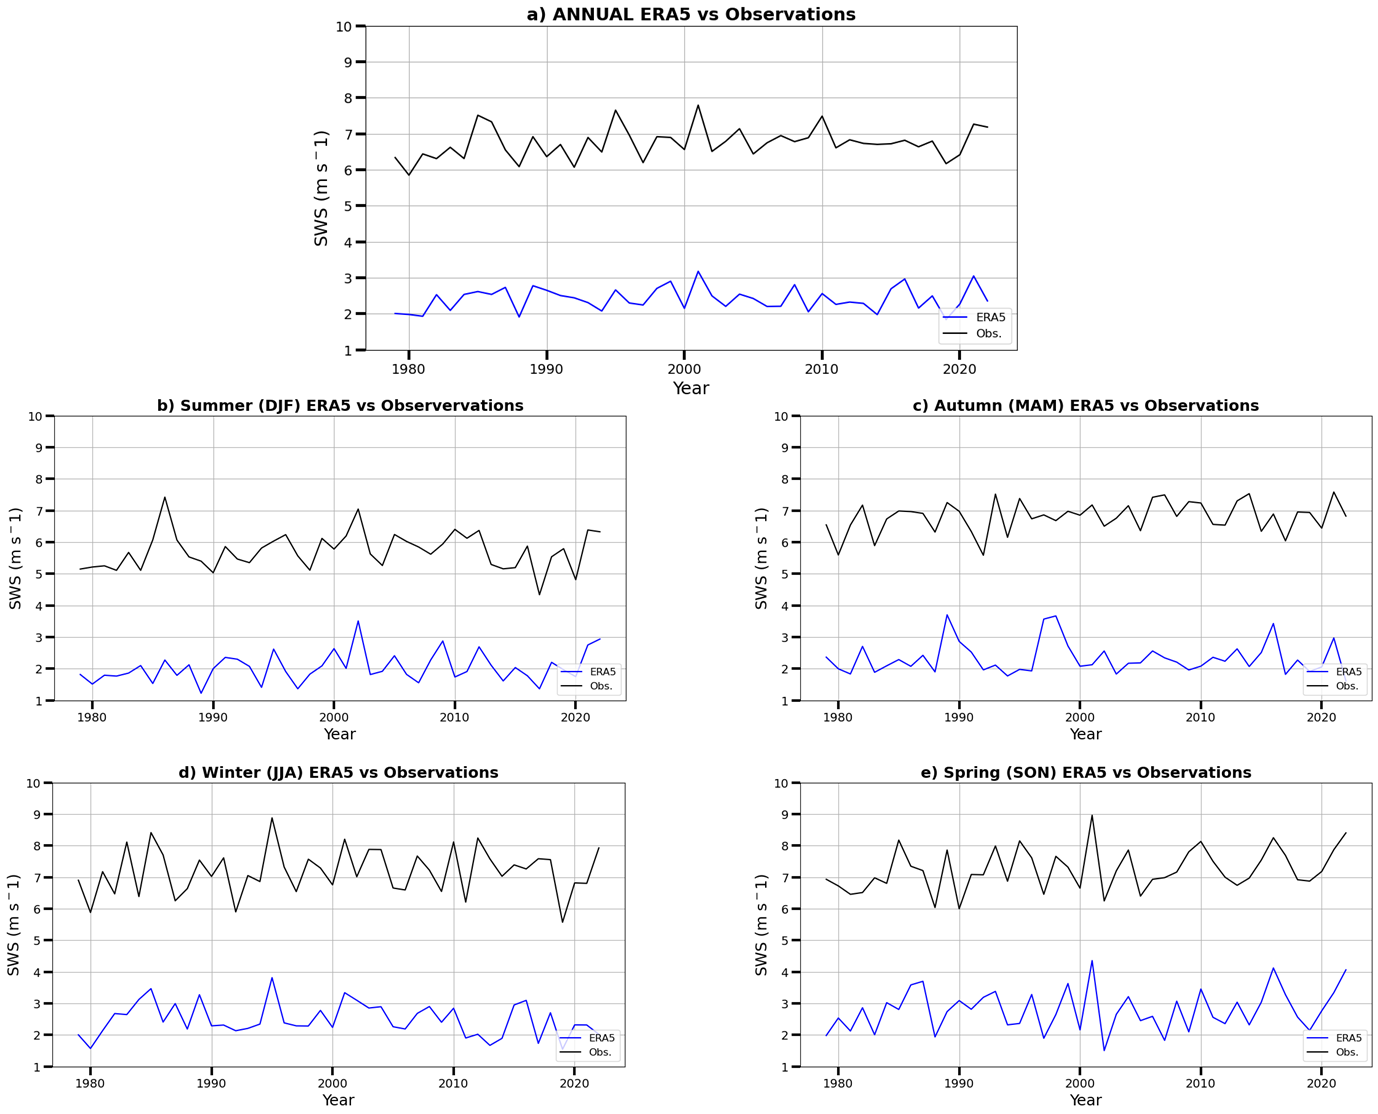 a) ANNUAL ERA5 vs Observations
10
9
8
7
6
5
4
3
2
1
SWS (m s − 1)
1980 1990 2000 2010 2020
Year
ERA5
Obs.
b) Summer (DJF) ERA5 vs Observervations
10
9
8
7
6
5
4
3
2
1
SWS (m s − 1)
1980 1990 2000 2010 2020
Year
ERA5
Obs.
c) Autumn (MAM) ERA5 vs Observations
10
9
8
7
6
5
4
3
2
1
SWS (m s − 1)
1980 1990 2000 2010 2020
Year
ERA5
Obs.
d) Winter (JJA) ERA5 vs Observations
10
9
8
7
6
5
4
3
2
1
SWS (m s − 1)
1980 1990 2000 2010 2020
Year
ERA5
Obs.
e) Spring (SON) ERA5 vs Observations
10
9
8
7
6
5
4
3
2
1
SWS (m s − 1)
1980 1990 2000 2010 2020
Year
ERA5
Obs.